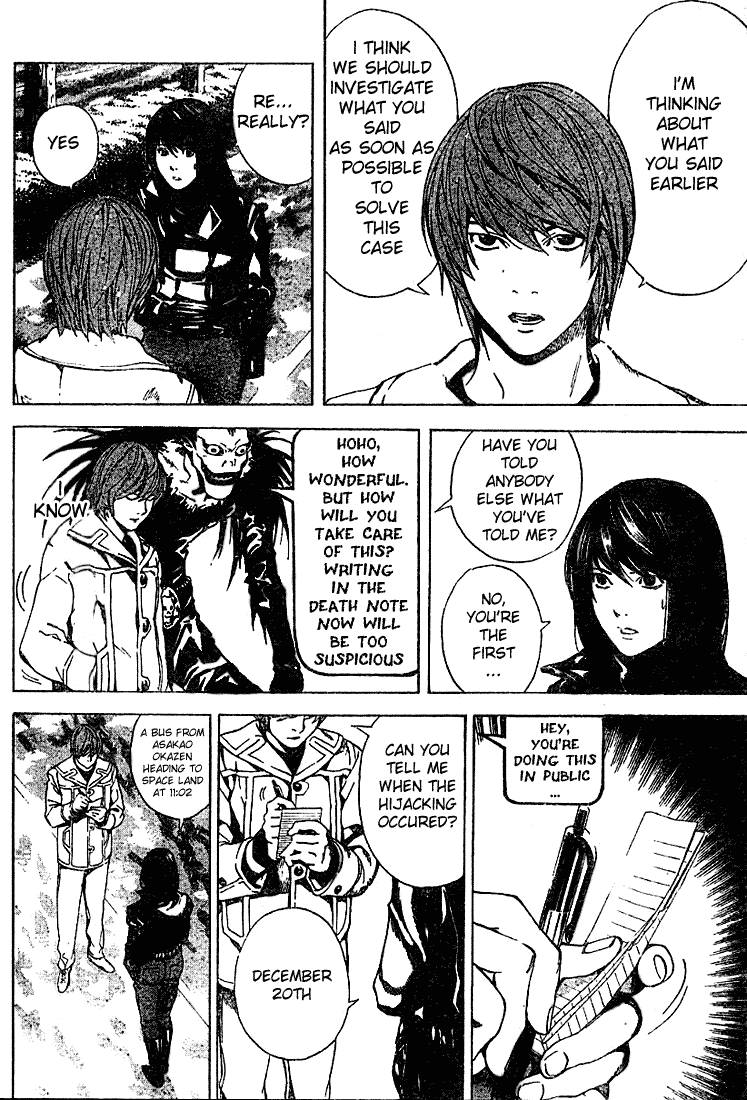 I'M
THINKING
ABOUT
WHAT
YOU SAID
EARLIER
I THINK
WE SHOULD
INVESTIGATE
WHAT YOU
SAID
AS SOON AS
POSSIBLE
TO
SOLVE
THIS
CASE
RE...
REALLY?
YES
HAVE YOU
TOLD
ANYBODY
ELSE WHAT
YOU'VE
TOLD ME?
NO,
YOU'RE
THE
FIRST
...
HOHO,
HOW
WONDERFUL.
BUT HOW
WILL YOU
TAKE CARE
OF THIS?
WRITING
IN THE
DEATH NOTE
NOW WILL
BE TOO
SUSPICIOUS
I
KNOW
HEY,
YOU'RE
DOING THIS
IN PUBLIC
...
CAN YOU
TELL ME
WHEN THE
HIJACKING
OCCURED?
DECEMBER
20TH
A BUS FROM
ASAKAO
OKAZEN
HEADING TO
SPACE LAND
AT 11:02